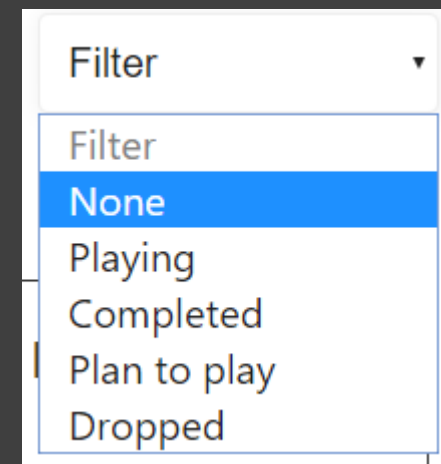 Filter
Filter
None
Playing
Completed
Plan to play
Dropped